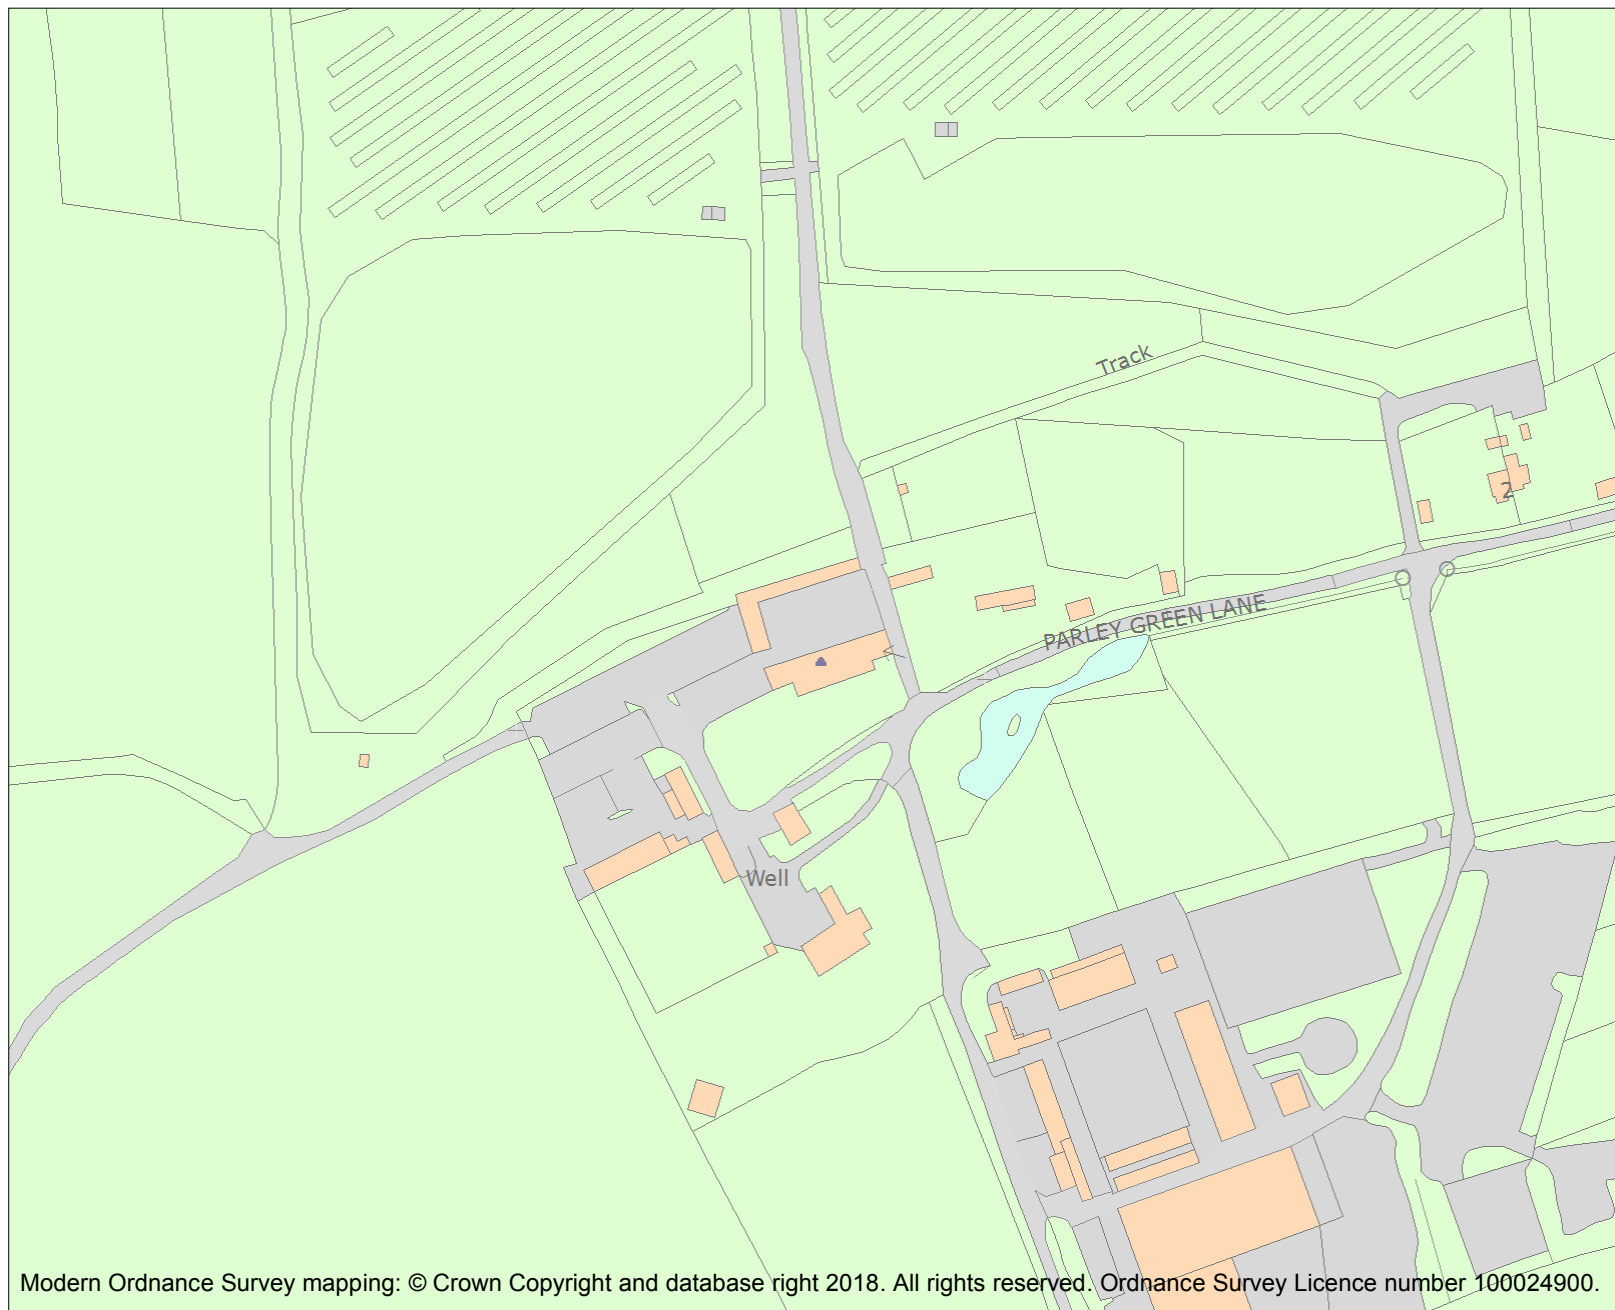 Track
2
PARLEY GREEN LANE
Well
Modern Ordnance Survey mapping: © Crown Copyright and database right 2018. All rights reserved. Ordnance Survey Licence number 100024900.